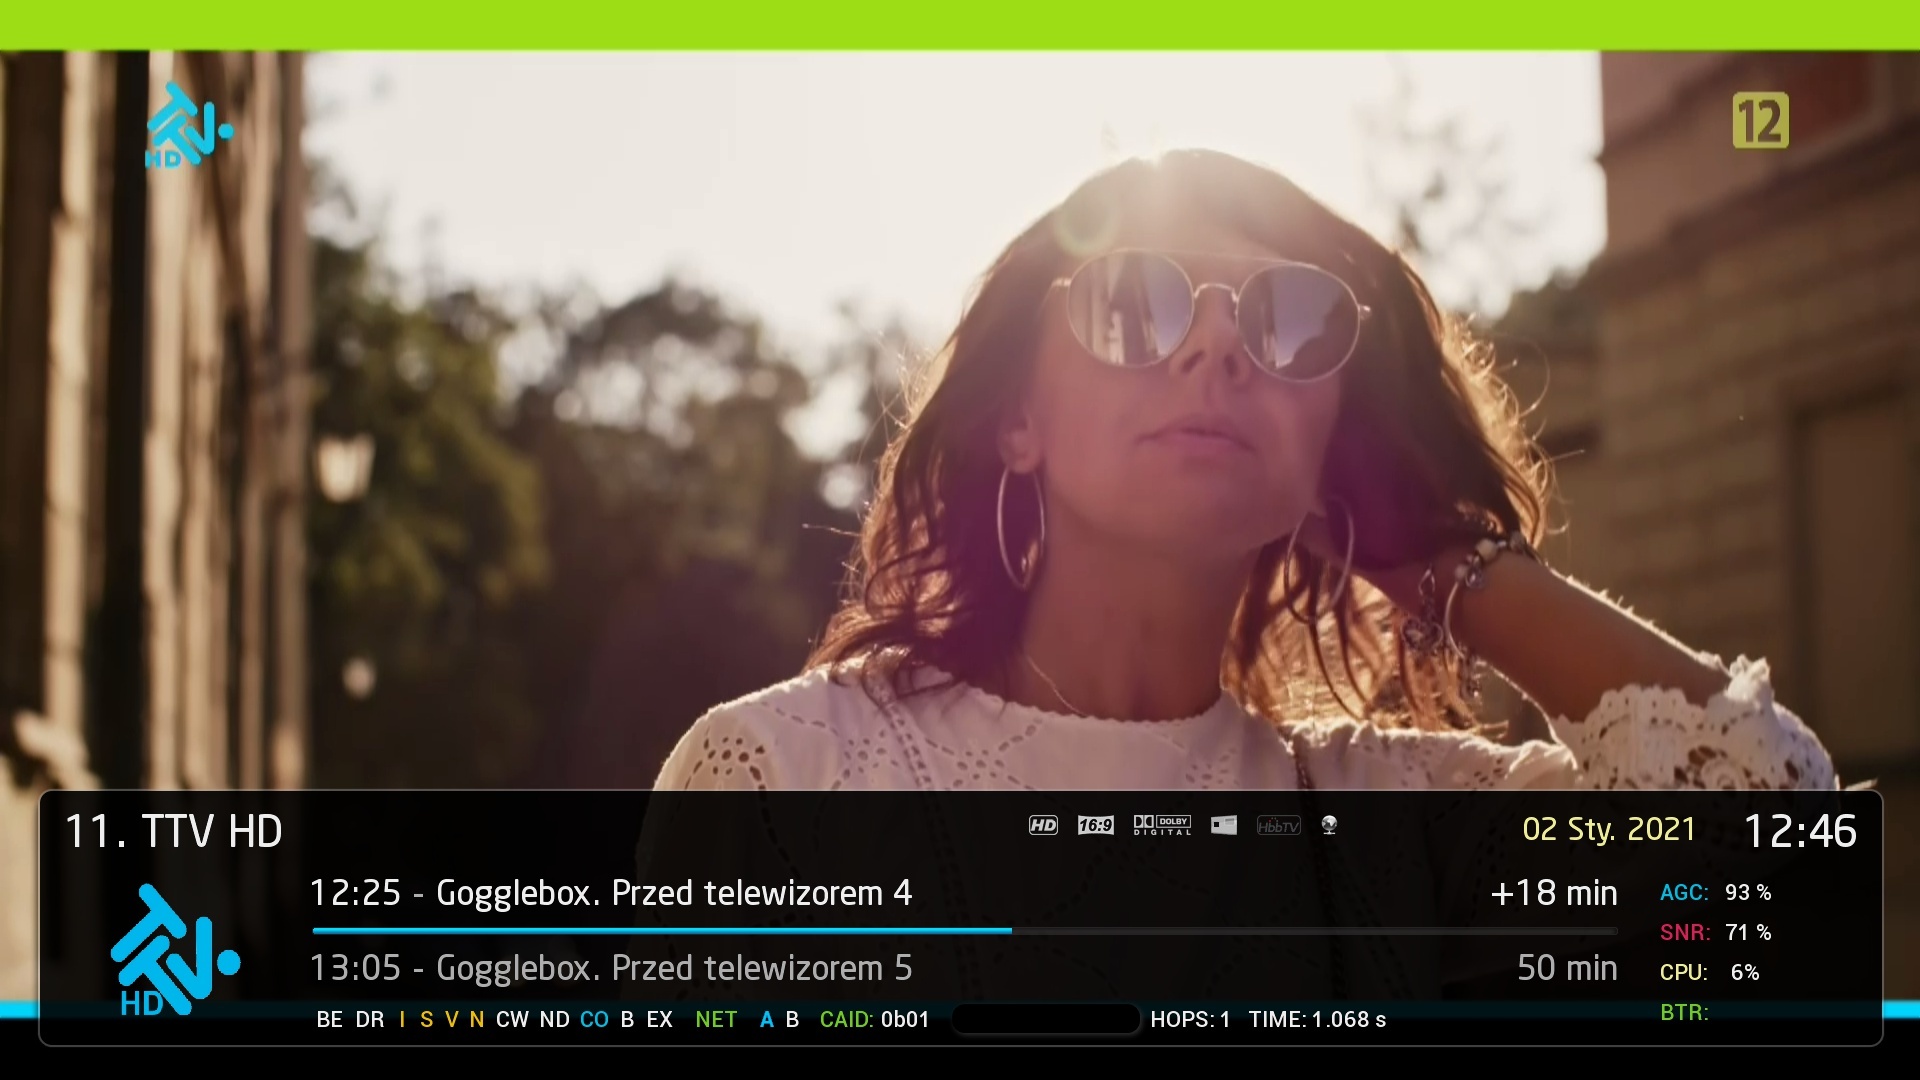 TTV HD
12
11. TTV HD
HD 16:9 DOLBY DIGITAL HbbTV
02 Sty. 2021 12:46
12:25 - Gogglebox. Przed telewizorem 4 +18 min
13:05 - Gogglebox. Przed telewizorem 5 50 min
TTV HD
AGC: 93 %
SNR: 71 %
CPU: 6%
BTR:
BE DR I S V N CW ND CO B EX NET A B CAID: 0b01 HOPS: 1 TIME: 1.068 s